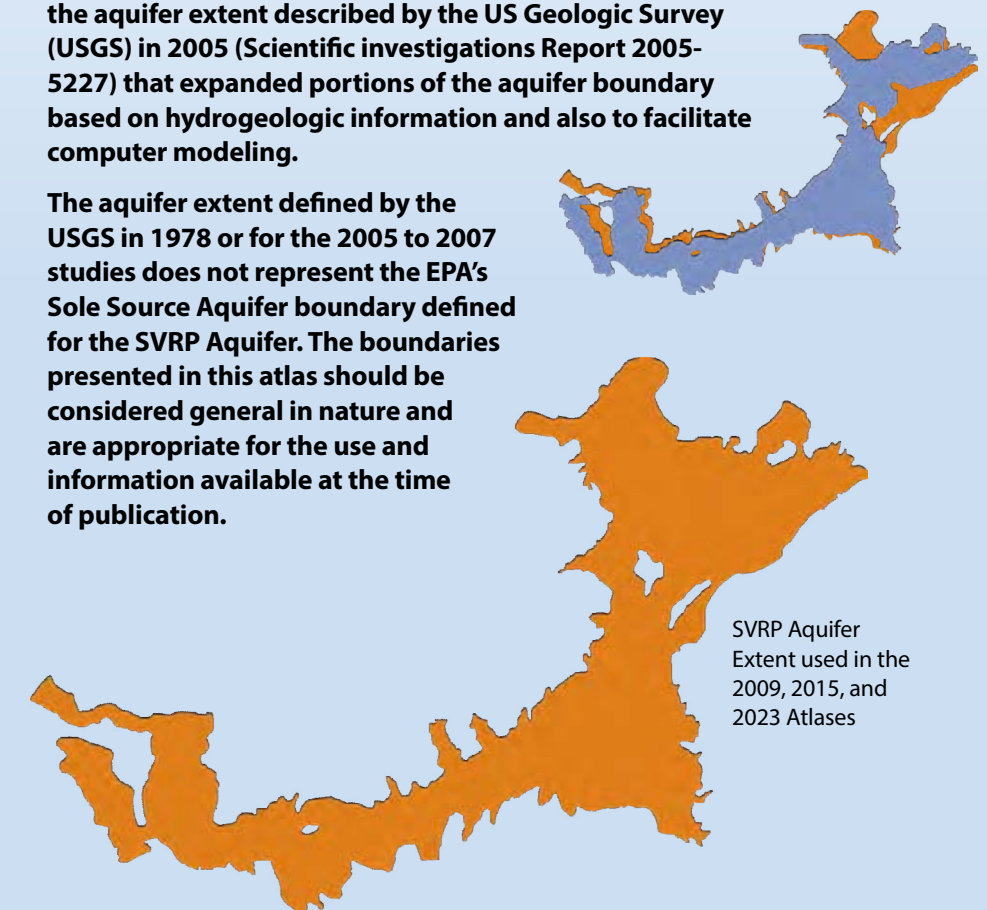 the aquifer extent described by the US Geologic Survey
(USGS) in 2005 (Scientific investigations Report 2005-
5227) that expanded portions of the aquifer boundary
based on hydrogeologic information and also to facilitate
computer modeling.
The aquifer extent defined by the
USGS in 1978 or for the 2005 to 2007
studies does not represent the EPA’s
Sole Source Aquifer boundary defined
for the SVRP Aquifer. The boundaries
presented in this atlas should be
considered general in nature and
are appropriate for the use and
information available at the time
of publication.
SVRP Aquifer
Extent used in the
2009, 2015, and
2023 Atlases